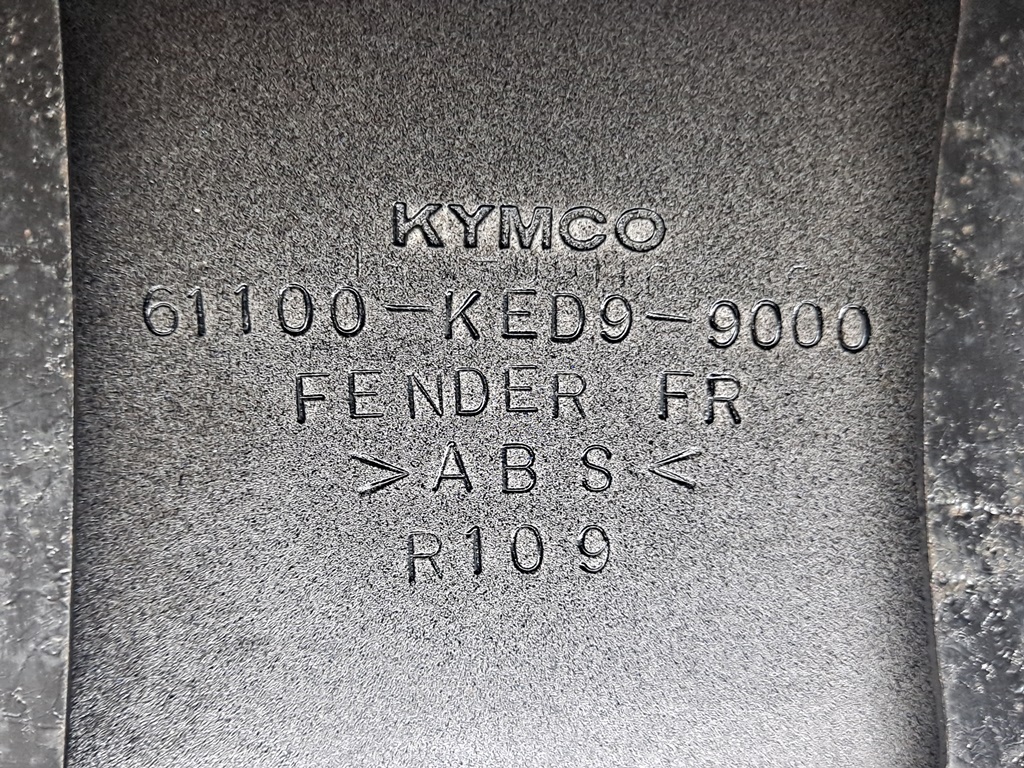 KYMCO
61100-KED9-9000
FENDER FR
>ABS<
R109